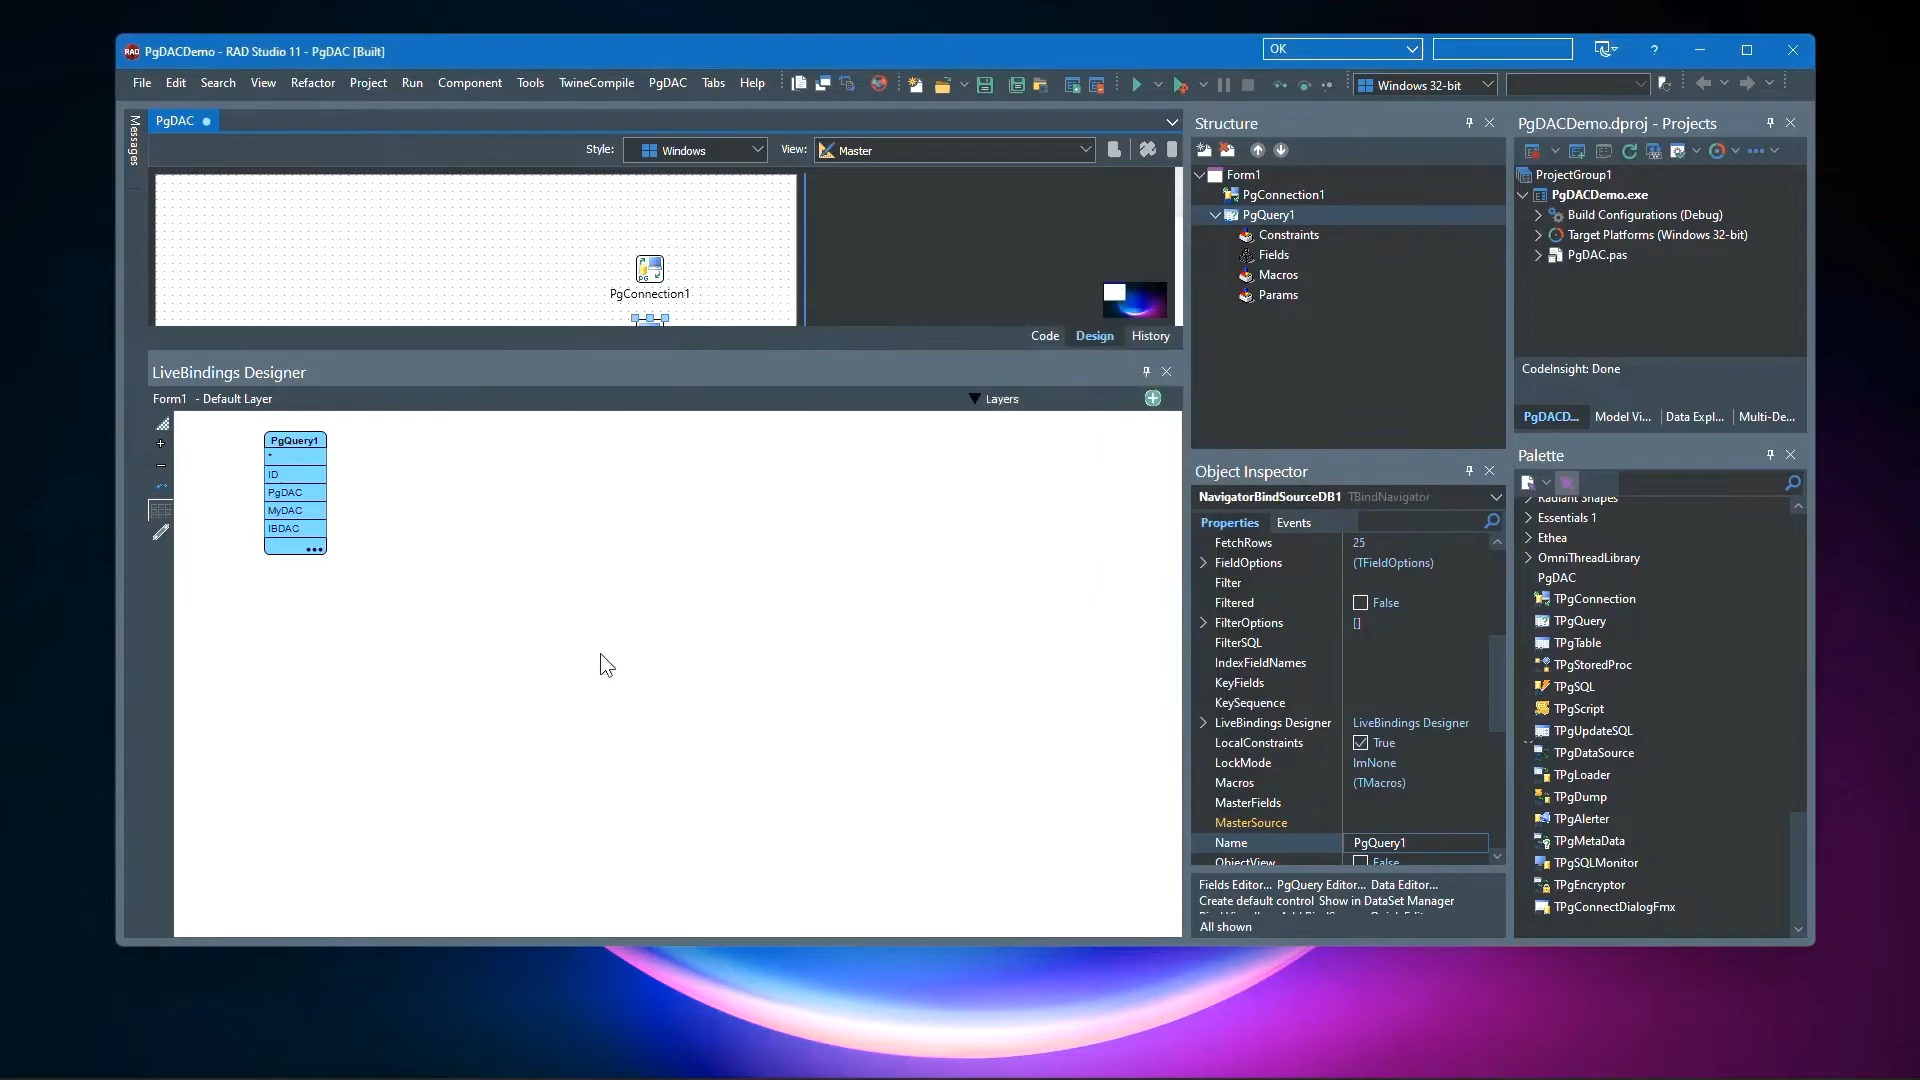 PgDACDemo - RAD Studio 11 - PgDAC [Built]
OK
?
File Edit Search View Refactor Project Run Component Tools TwineCompile PgDAC Tabs Help
Windows 32-bit
Messages
PgDAC
Style: Windows View: Master
PgConnection1
Code Design History
LiveBindings Designer
Form1 - Default Layer
Layers
PgQuery1
*
ID
PgDAC
MyDAC
IBDAC
Structure
Form1
PgConnection1
PgQuery1
Constraints
Fields
Macros
Params
Object Inspector
NavigatorBindSourceDB1 TBindNavigator
Properties Events
FetchRows 25
FieldOptions (TFieldOptions)
Filter
Filtered False
FilterOptions []
FilterSQL
IndexFieldNames
KeyFields
KeySequence
LiveBindings Designer LiveBindings Designer
LocalConstraints True
LockMode lmNone
Macros (TMacros)
MasterFields
MasterSource
Name PgQuery1
ObjectView False
Fields Editor... PgQuery Editor... Data Editor...
Create default control Show in DataSet Manager
All shown
PgDACDemo.dproj - Projects
ProjectGroup1
PgDACDemo.exe
Build Configurations (Debug)
Target Platforms (Windows 32-bit)
PgDAC.pas
CodeInsight: Done
PgDACD... Model Vi... Data Expl... Multi-De...
Palette
Radiant Shapes
Essentials 1
Ethea
OmniThreadLibrary
PgDAC
TPgConnection
TPgQuery
TPgTable
TPgStoredProc
TPgSQL
TPgScript
TPgUpdateSQL
TPgDataSource
TPgLoader
TPgDump
TPgAlerter
TPgMetaData
TPgSQLMonitor
TPgEncryptor
TPgConnectDialogFmx